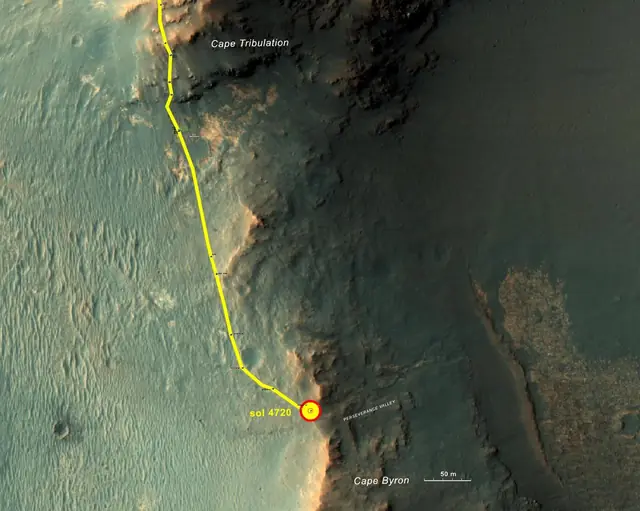 Cape Tribulation
sol 4720
PERSEVERANCE VALLEY
50 m
Cape Byron